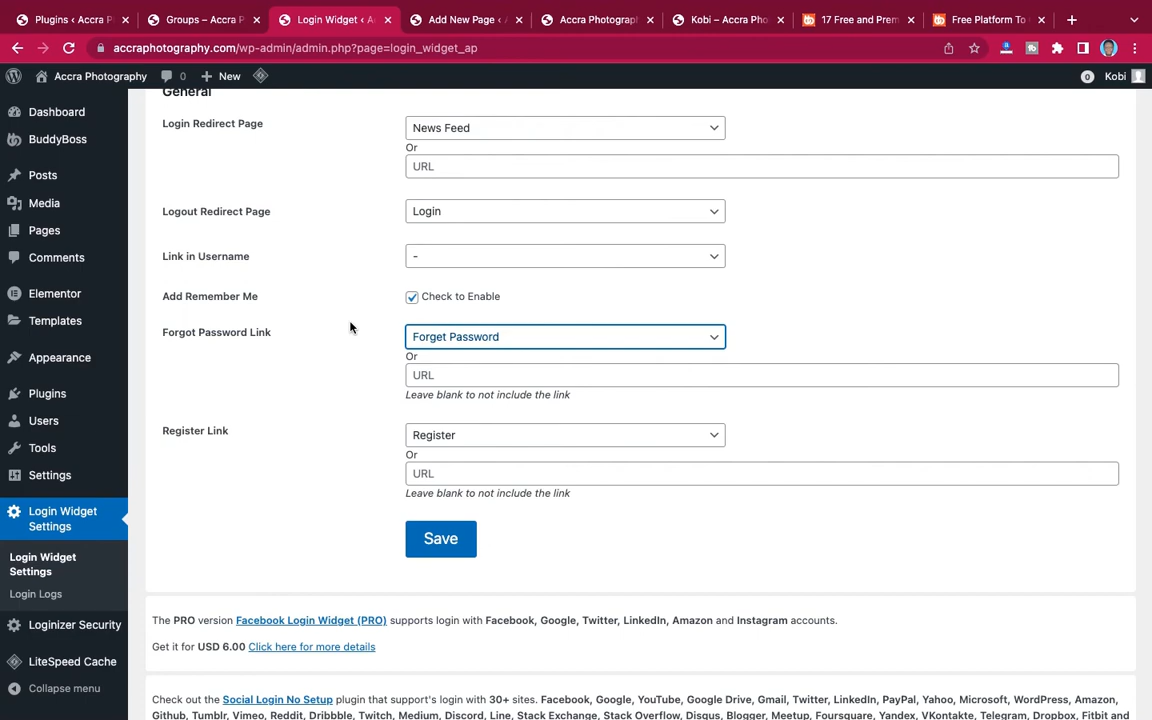 Plugins ‹ Accra P
Groups – Accra P
Login Widget ‹ A
Add New Page ‹ A
Accra Photograph
Kobi – Accra Pho
17 Free and Prem
Free Platform To
accraphotography.com/wp-admin/admin.php?page=login_widget_ap
Accra Photography 0 New 0 Kobi
Dashboard
BuddyBoss
Posts
Media
Pages
Comments
Elementor
Templates
Appearance
Plugins
Users
Tools
Settings
Login Widget
Settings
Login Widget
Settings
Login Logs
Loginizer Security
LiteSpeed Cache
Collapse menu
General
Login Redirect Page News Feed
Or
URL
Logout Redirect Page Login
Link in Username -
Add Remember Me Check to Enable
Forgot Password Link Forget Password
Or
URL
Leave blank to not include the link
Register Link Register
Or
URL
Leave blank to not include the link
Save
The PRO version Facebook Login Widget (PRO) supports login with Facebook, Google, Twitter, LinkedIn, Amazon and Instagram accounts.
Get it for USD 6.00 Click here for more details
Check out the Social Login No Setup plugin that support's login with 30+ sites. Facebook, Google, YouTube, Google Drive, Gmail, Twitter, LinkedIn, PayPal, Yahoo, Microsoft, WordPress, Amazon,
Github, Tumblr, Vimeo, Reddit, Dribbble, Twitch, Medium, Discord, Line, Stack Exchange, Stack Overflow, Disqus, Blogger, Meetup, Foursquare, Yandex, VKontakte, Telegram, Dropbox, Fitbit and